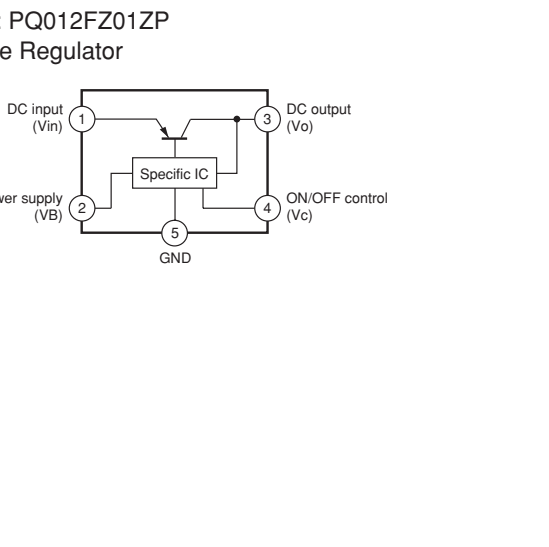 : PQ012FZ01ZP
e Regulator
DC input
(Vin)
1
3
DC output
(Vo)
Specific IC
wer supply
(VB)
2
4
ON/OFF control
(Vc)
5
GND